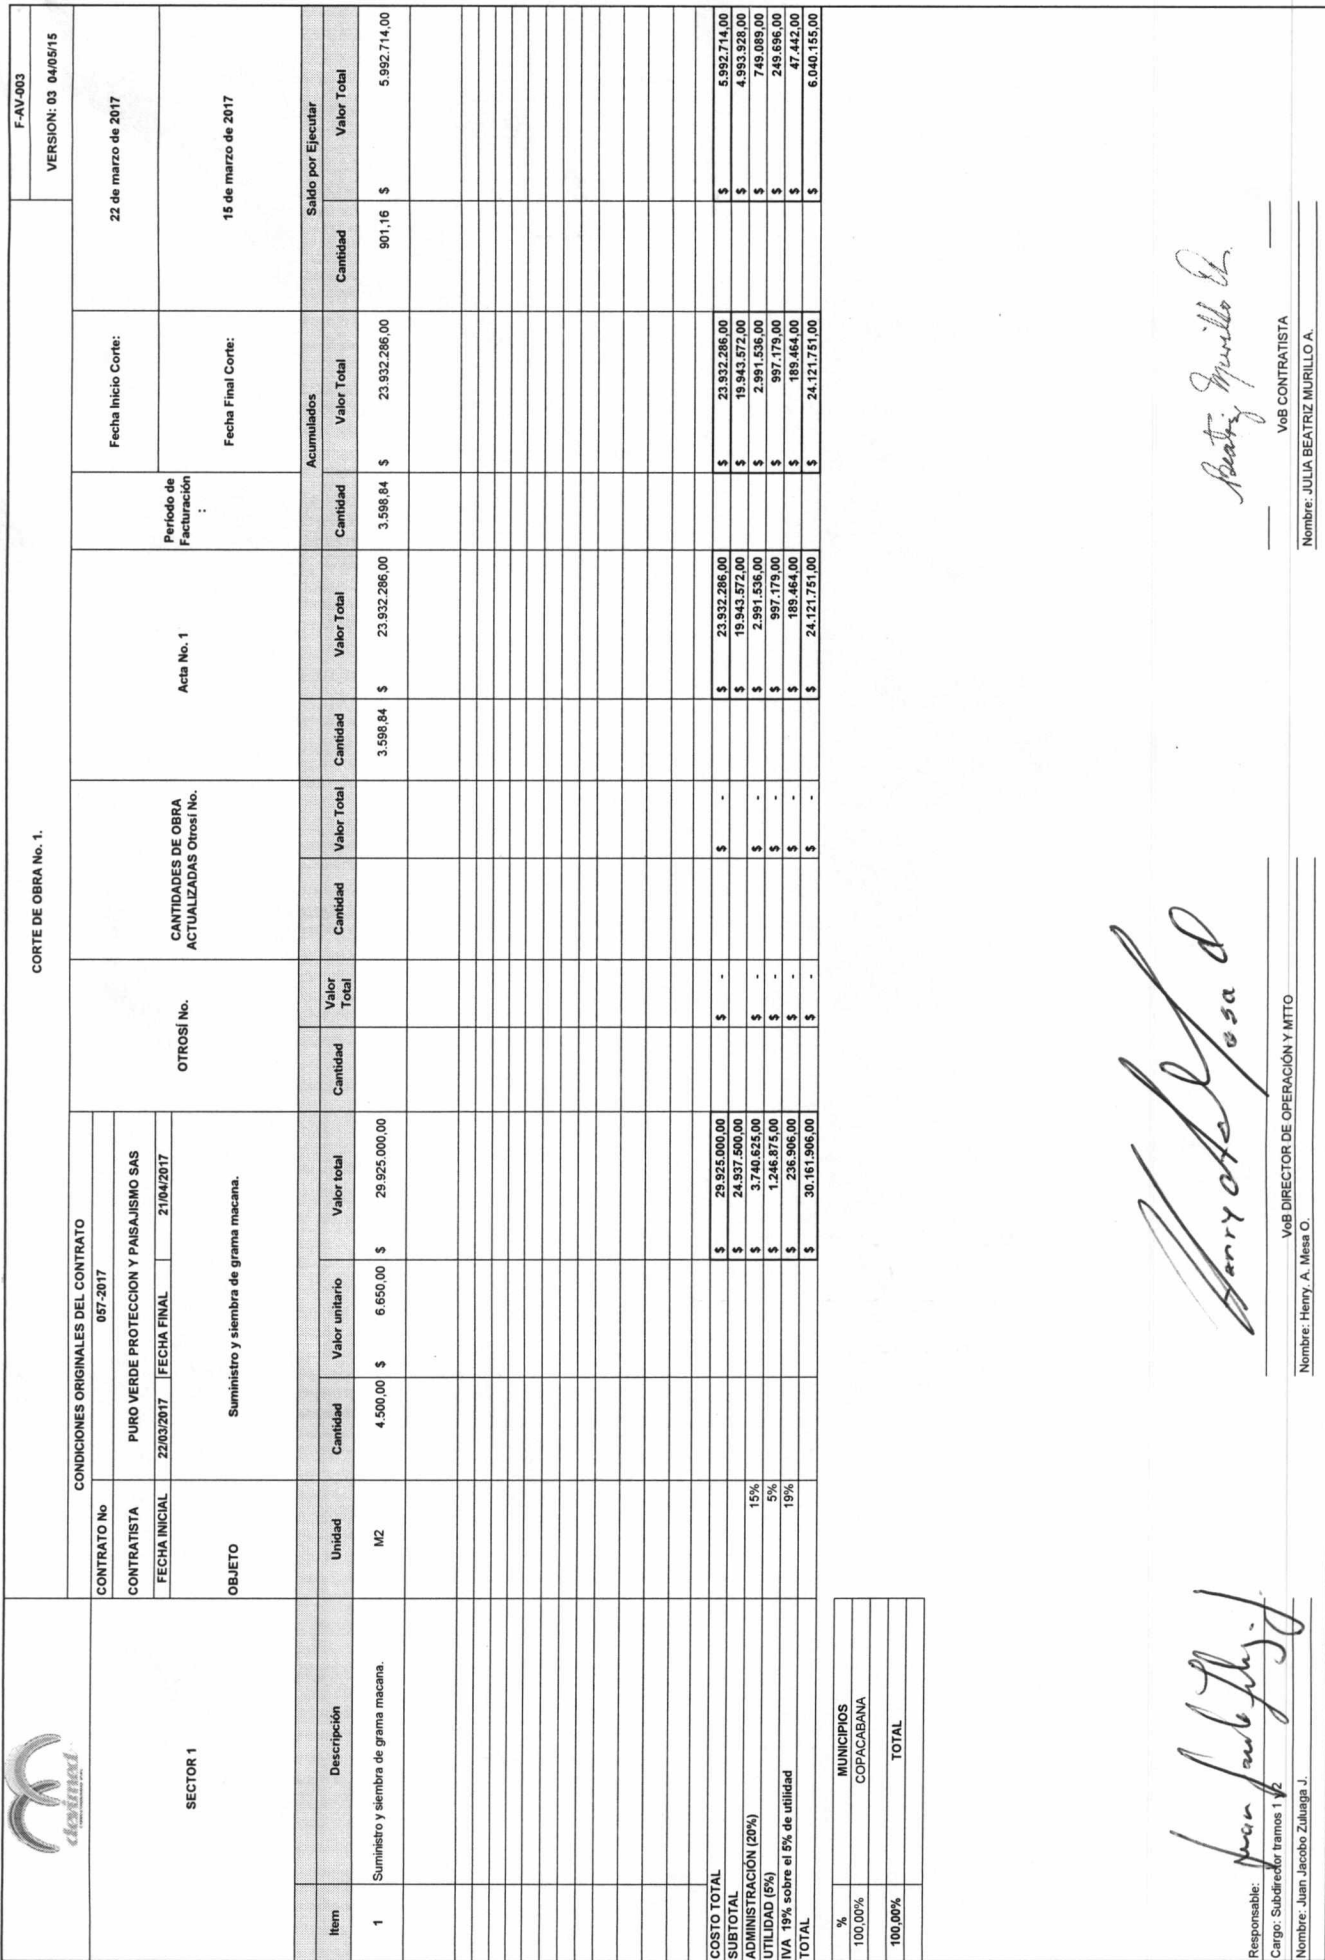 devimed
CORTE DE OBRA No. 1.
F-AV-003
VERSION: 03 04/05/15
SECTOR 1
CONDICIONES ORIGINALES DEL CONTRATO
CONTRATO No 057-2017
CONTRATISTA PURO VERDE PROTECCION Y PAISAJISMO SAS
FECHA INICIAL 22/03/2017 FECHA FINAL 21/04/2017
OBJETO Suministro y siembra de grama macana.
OTROSÍ No.
CANTIDADES DE OBRA
ACTUALIZADAS Otrosí No.
Acta No. 1
Período de
Facturación
:
Fecha Inicio Corte: 22 de marzo de 2017
Fecha Final Corte: 15 de marzo de 2017
Acumulados Saldo por Ejecutar
Item Descripción Unidad Cantidad Valor unitario Valor total Cantidad Valor Total Cantidad Valor Total Cantidad Valor Total Cantidad Valor Total Cantidad Valor Total
1 Suministro y siembra de grama macana. M2 4.500,00 $ 6.650,00 $ 29.925.000,00 3.598,84 $ 23.932.286,00 3.598,84 $ 23.932.286,00 901,16 $ 5.992.714,00
COSTO TOTAL $ 29.925.000,00 $ - $ - $ 23.932.286,00 $ 23.932.286,00 $ 5.992.714,00
SUBTOTAL $ 24.937.500,00 $ 19.943.572,00 $ 19.943.572,00 $ 4.993.928,00
ADMINISTRACIÓN (20%) 15% $ 3.740.625,00 $ - $ - $ 2.991.536,00 $ 2.991.536,00 $ 749.089,00
UTILIDAD (5%) 5% $ 1.246.875,00 $ - $ - $ 997.179,00 $ 997.179,00 $ 249.696,00
IVA 19% sobre el 5% de utilidad 19% $ 236.906,00 $ - $ - $ 189.464,00 $ 189.464,00 $ 47.442,00
TOTAL $ 30.161.906,00 $ - $ - $ 24.121.751,00 $ 24.121.751,00 $ 6.040.155,00
% MUNICIPIOS
100,00% COPACABANA
100,00% TOTAL
Responsable:
Cargo: Subdirector tramos 1 y 2
Nombre: Juan Jacobo Zuluaga J.
Henry
VoB DIRECTOR DE OPERACIÓN Y MTTO
Nombre: Henry. A. Mesa O.
Beatriz Murillo
VoB CONTRATISTA
Nombre: JULIA BEATRIZ MURILLO A.